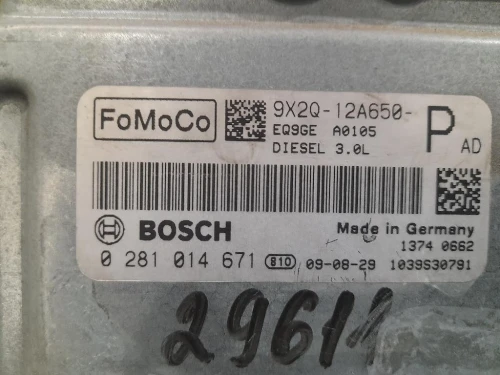 FoMoCo 9X2Q-12A650- P AD
EQ9GE A0105
DIESEL 3.0L
BOSCH Made in Germany
1374 0662
0 281 014 671 B10 09-08-29 1039S30791
29611